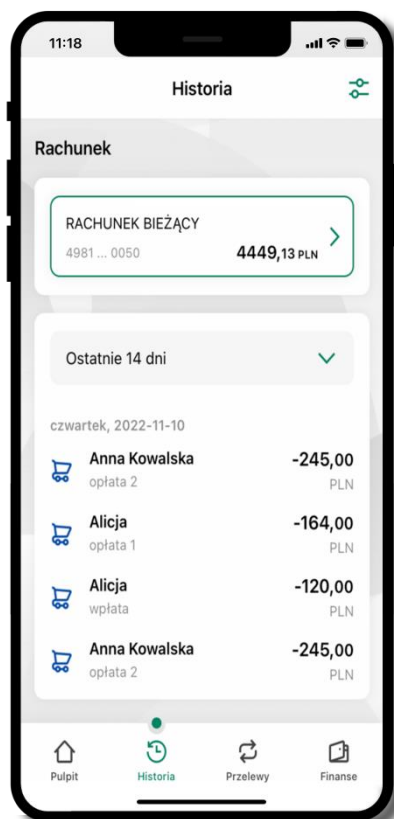 11:18
Historia
Rachunek
RACHUNEK BIEŻĄCY
4981 ... 0050
4449,13 PLN
Ostatnie 14 dni
czwartek, 2022-11-10
Anna Kowalska -245,00
opłata 2 PLN
Alicja -164,00
opłata 1 PLN
Alicja -120,00
wpłata PLN
Anna Kowalska -245,00
opłata 2 PLN
Pulpit Historia Przelewy Finanse